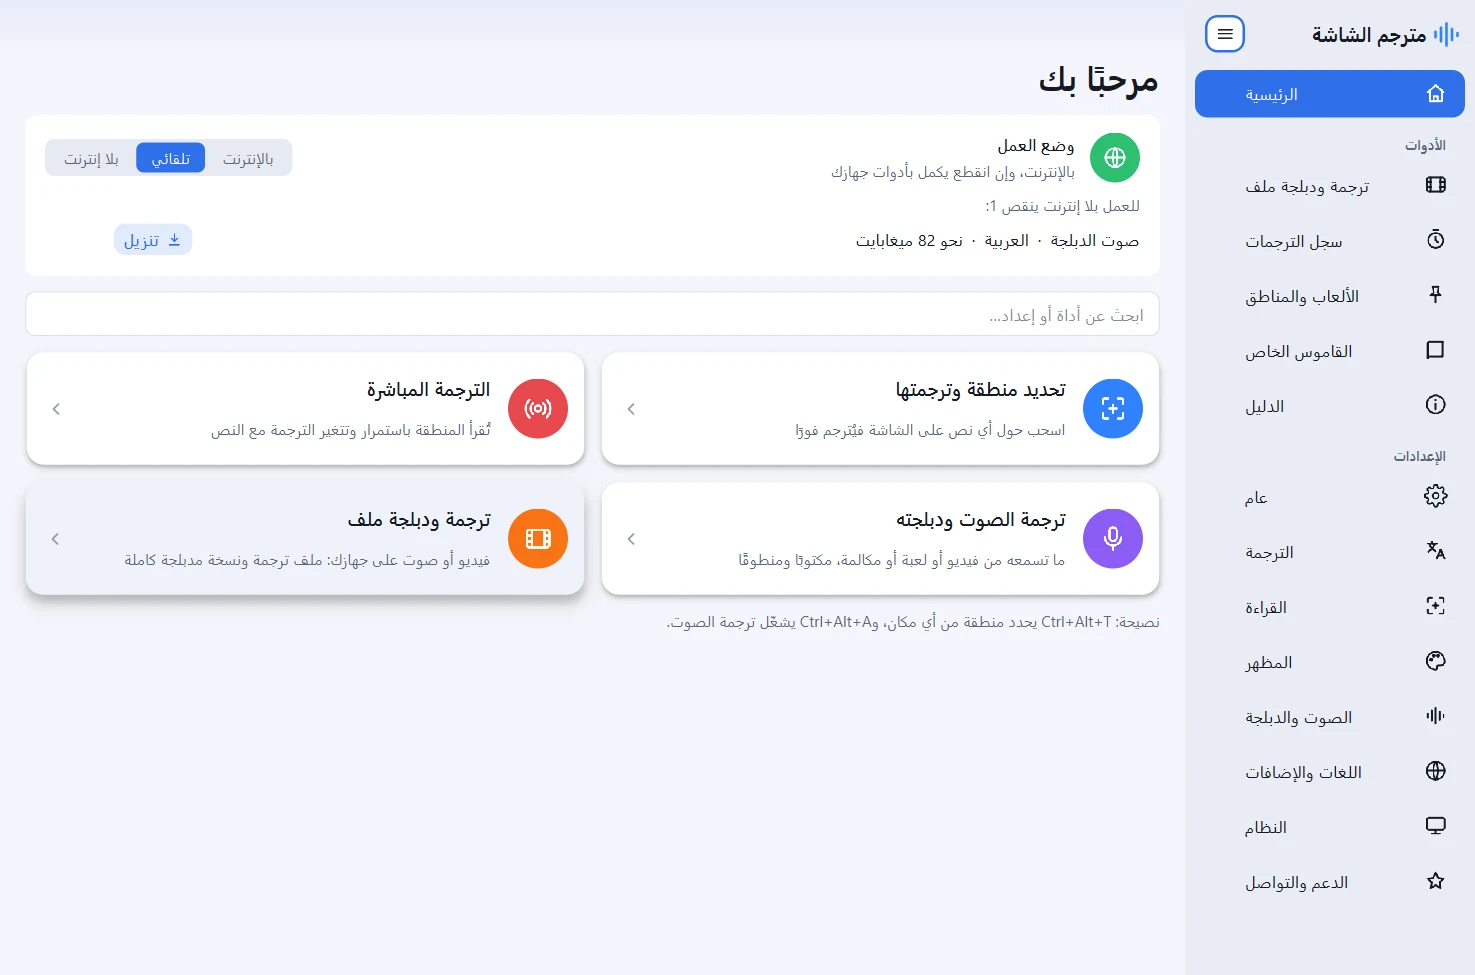 مترجم الشاشة
الرئيسية
الأدوات
ترجمة ودبلجة ملف
سجل الترجمات
الألعاب والمناطق
القاموس الخاص
الدليل
الإعدادات
عام
الترجمة
القراءة
المظهر
الصوت والدبلجة
اللغات والإضافات
النظام
الدعم والتواصل
مرحبًا بك
وضع العمل
بالإنترنت، وإن انقطع يكمل بأدوات جهازك
بالإنترنت
تلقائي
بلا إنترنت
للعمل بلا إنترنت ينقص 1:
صوت الدبلجة · العربية · نحو 82 ميغابايت
تنزيل
ابحث عن أداة أو إعداد...
تحديد منطقة وترجمتها
اسحب حول أي نص على الشاشة فيُترجم فورًا
الترجمة المباشرة
تُقرأ المنطقة باستمرار وتتغير الترجمة مع النص
ترجمة الصوت ودبلجته
ما تسمعه من فيديو أو لعبة أو مكالمة، مكتوبًا ومنطوقًا
ترجمة ودبلجة ملف
فيديو أو صوت على جهازك: ملف ترجمة ونسخة مدبلجة كاملة
نصيحة: Ctrl+Alt+T يحدد منطقة من أي مكان، وCtrl+Alt+A يشغّل ترجمة الصوت.